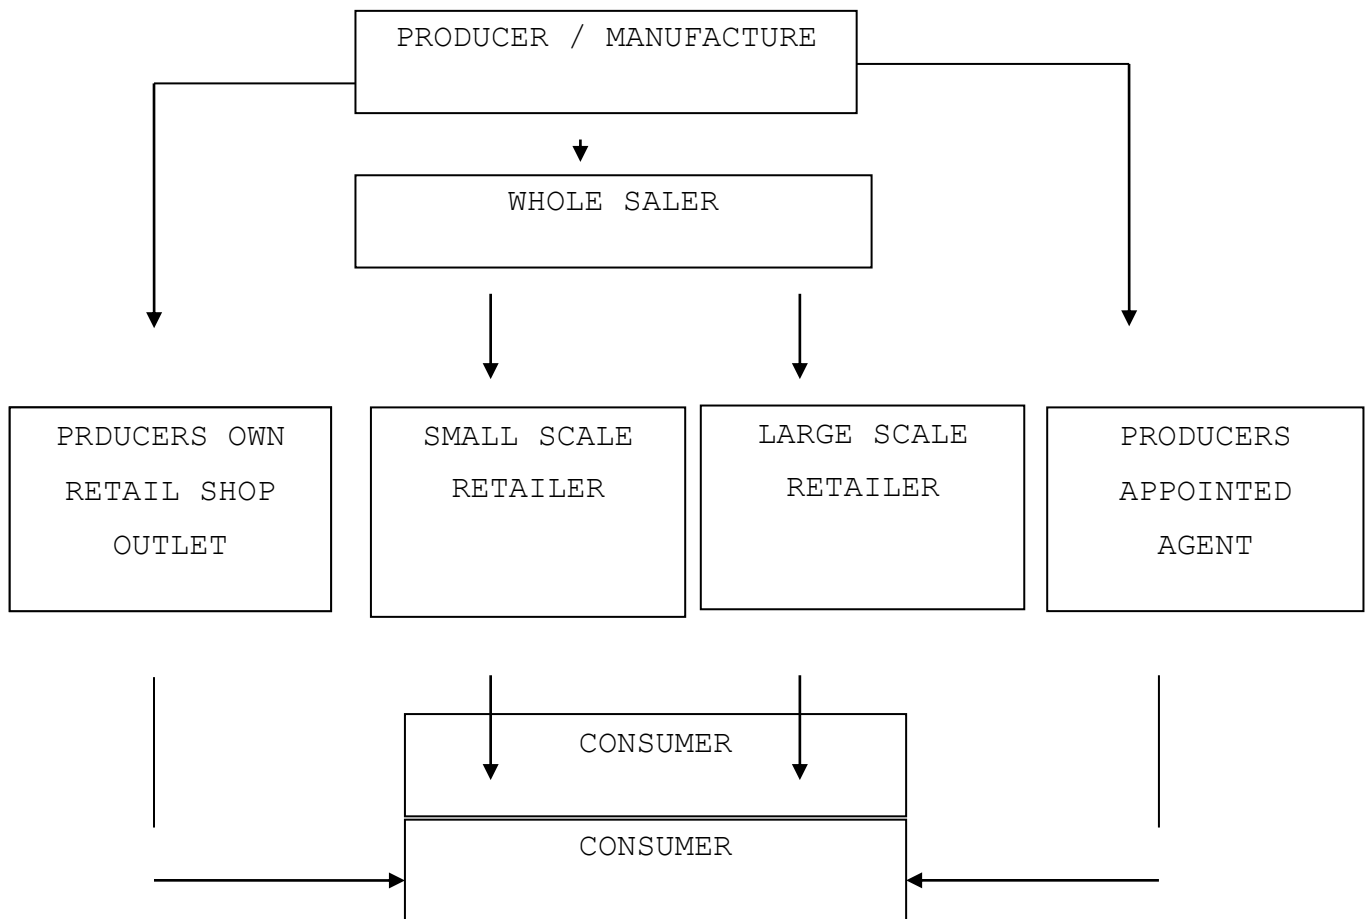 PRODUCER / MANUFACTURE
WHOLE SALER
PRDUCERS OWN
RETAIL SHOP
OUTLET
SMALL SCALE
RETAILER
LARGE SCALE
RETAILER
PRODUCERS
APPOINTED
AGENT
CONSUMER
CONSUMER